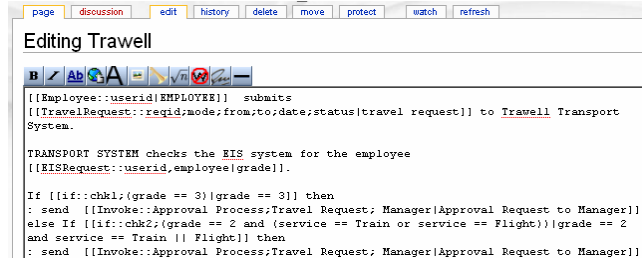 page discussion edit history delete move protect watch refresh
Editing Trawell
B I Ab A √n W
[[Employee::userid|EMPLOYEE]] submits
[[TravelRequest::reqid;mode;from;to;date;status|travel request]] to Trawell Transport
System.
TRANSPORT SYSTEM checks the EIS system for the employee
[[EISRequest::userid,employee|grade]].
If [[if::chk1;(grade == 3)|grade == 3]] then
: send [[Invoke::Approval Process;Travel Request; Manager|Approval Request to Manager]]
else If [[if::chk2;(grade == 2 and (service == Train or service == Flight))|grade == 2
and service == Train || Flight]] then
: send [[Invoke::Approval Process;Travel Request; Manager|Approval Request to Manager]]